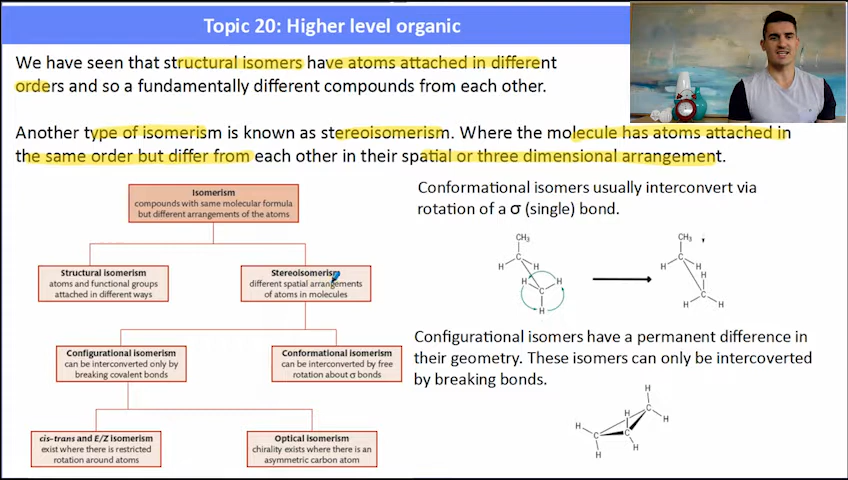 Topic 20: Higher level organic
We have seen that structural isomers have atoms attached in different
orders and so a fundamentally different compounds from each other.
Another type of isomerism is known as stereoisomerism. Where the molecule has atoms attached in
the same order but differ from each other in their spatial or three dimensional arrangement.
Isomerism
compounds with same molecular formula
but different arrangements of the atoms
Structural isomerism
atoms and functional groups
attached in different ways
Stereoisomerism
different spatial arrangements
of atoms in molecules
Configurational isomerism
can be interconverted only by
breaking covalent bonds
Conformational isomerism
can be interconverted by free
rotation about σ bonds
cis-trans and E/Z isomerism
exist where there is restricted
rotation around atoms
Optical isomerism
chirality exists where there is an
asymmetric carbon atom
Conformational isomers usually interconvert via
rotation of a σ (single) bond.
CH₃
C
H H
H H
C
H
CH₃
C
H H
H
H C H
Configurational isomers have a permanent difference in
their geometry. These isomers can only be intercoverted
by breaking bonds.
H
C
H H H
C C
H H